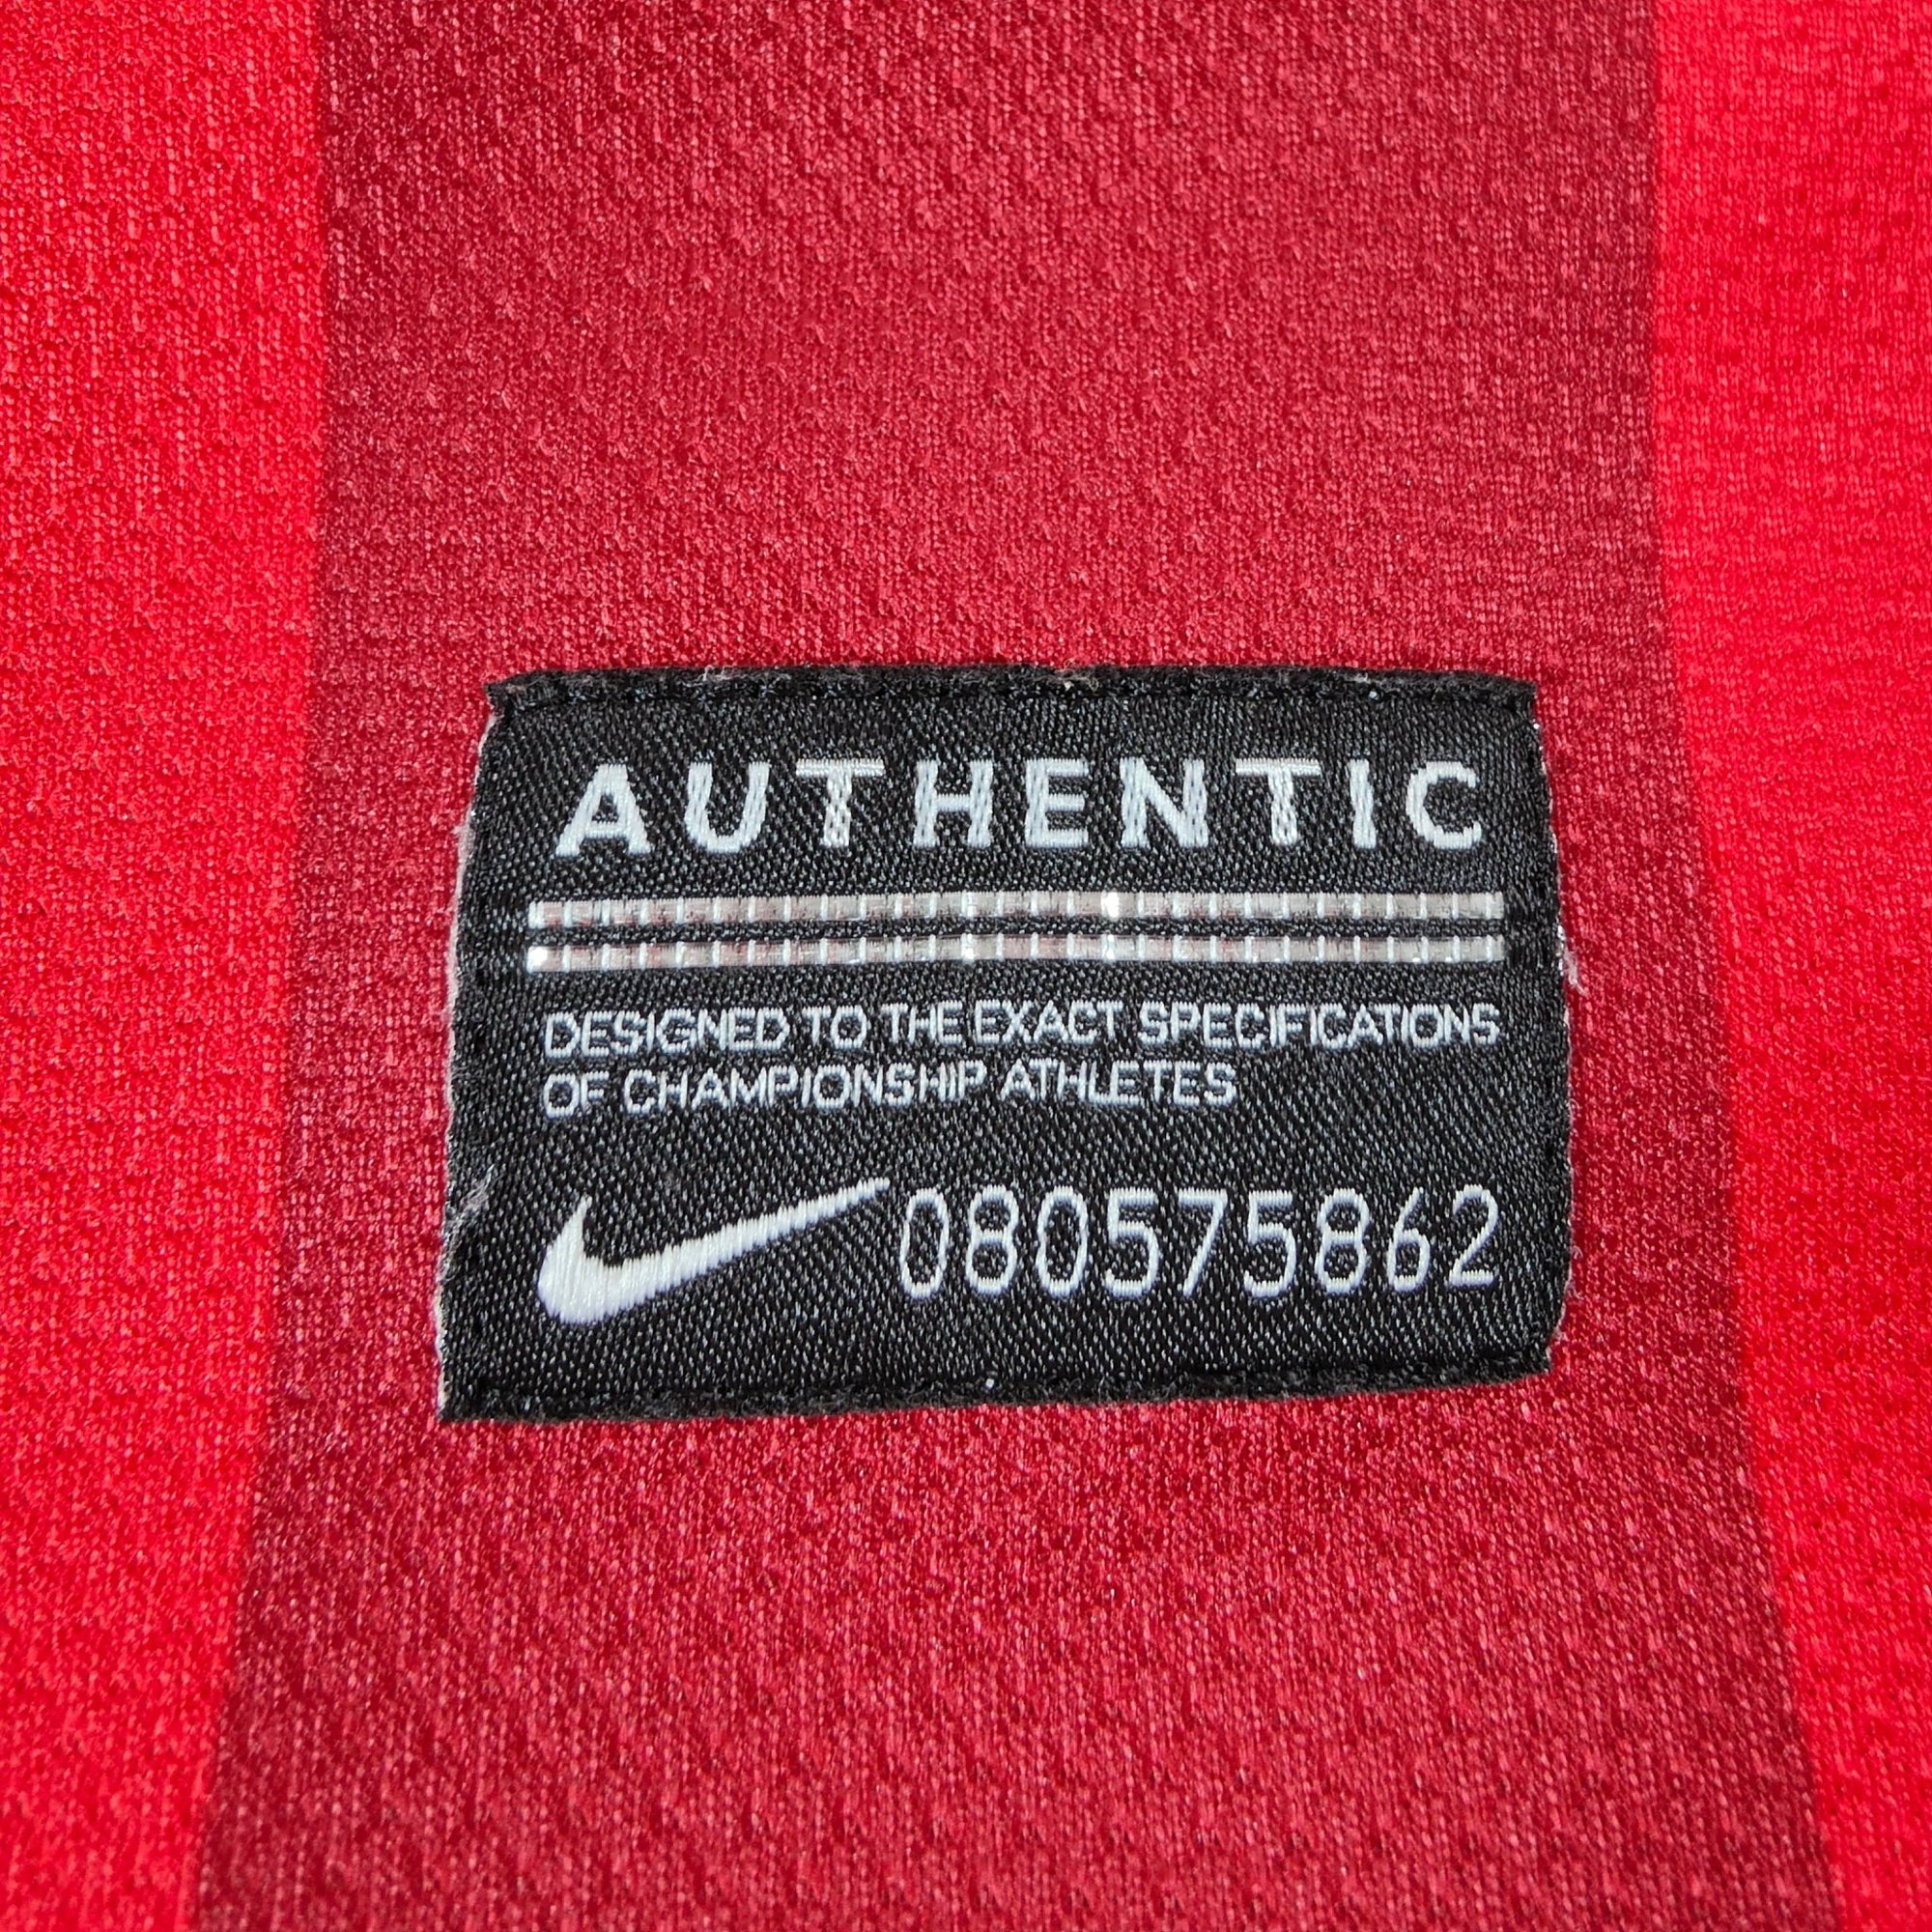 AUTHENTIC
DESIGNED TO THE EXACT SPECIFICATIONS
OF CHAMPIONSHIP ATHLETES
080575862